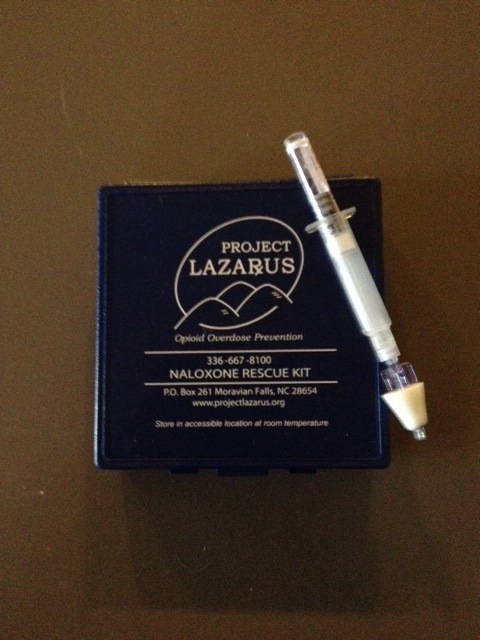 PROJECT
LAZARUS
Opioid Overdose Prevention
336-667-8100
NALOXONE RESCUE KIT
P.O. Box 261 Moravian Falls, NC 28654
www.projectlazarus.org
Store in accessible location at room temperature